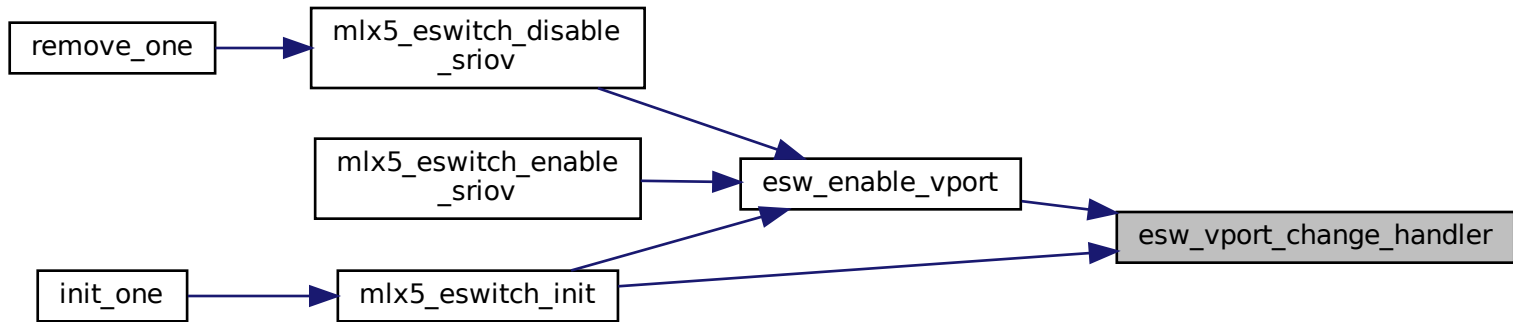 remove_one
mlx5_eswitch_disable
_sriov
mlx5_eswitch_enable
_sriov
esw_enable_vport
esw_vport_change_handler
init_one
mlx5_eswitch_init